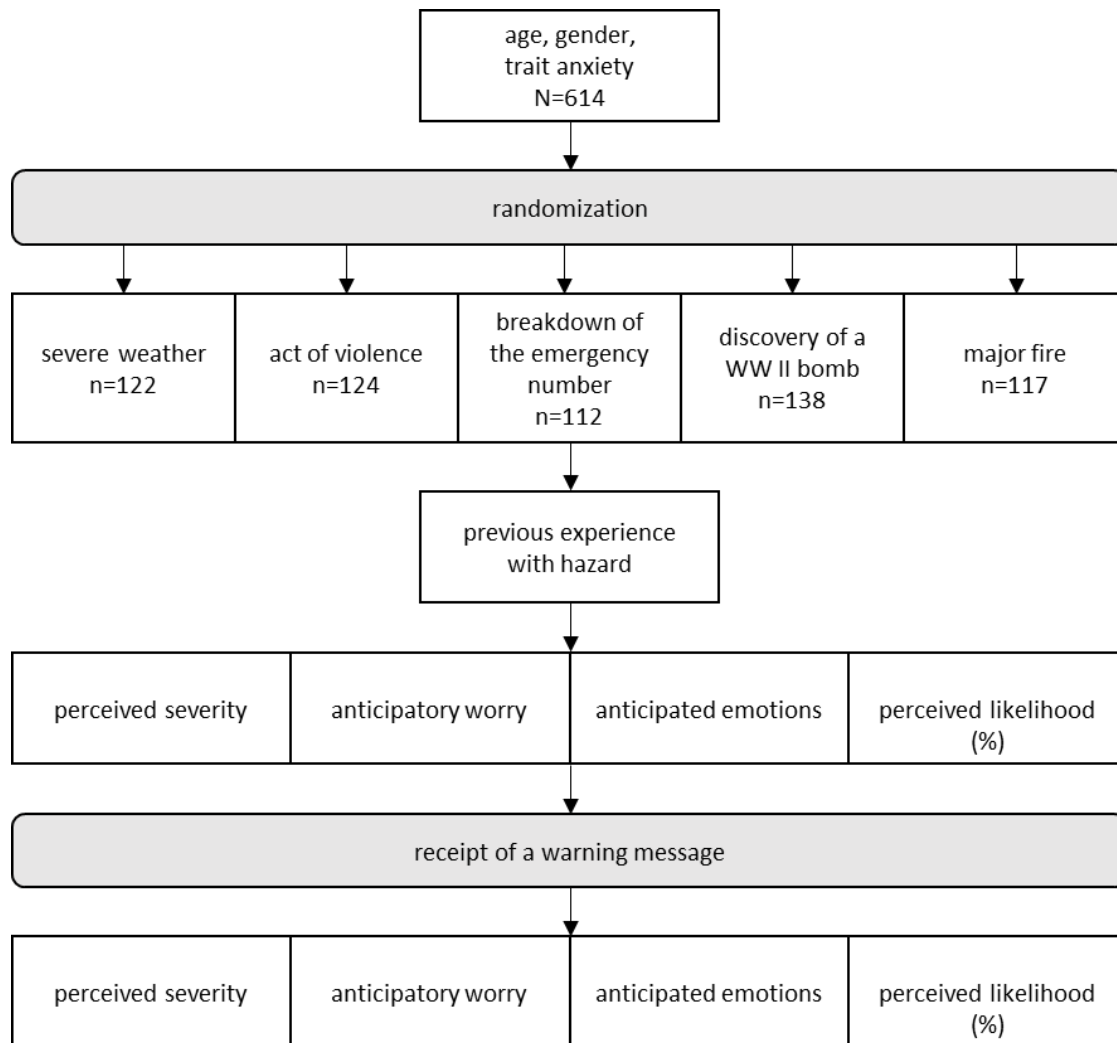 age, gender,
trait anxiety
N=614
randomization
severe weather
n=122
act of violence
n=124
breakdown of
the emergency
number
n=112
discovery of a
WW II bomb
n=138
major fire
n=117
previous experience
with hazard
perceived severity
anticipatory worry
anticipated emotions
perceived likelihood
(%)
receipt of a warning message
perceived severity
anticipatory worry
anticipated emotions
perceived likelihood
(%)